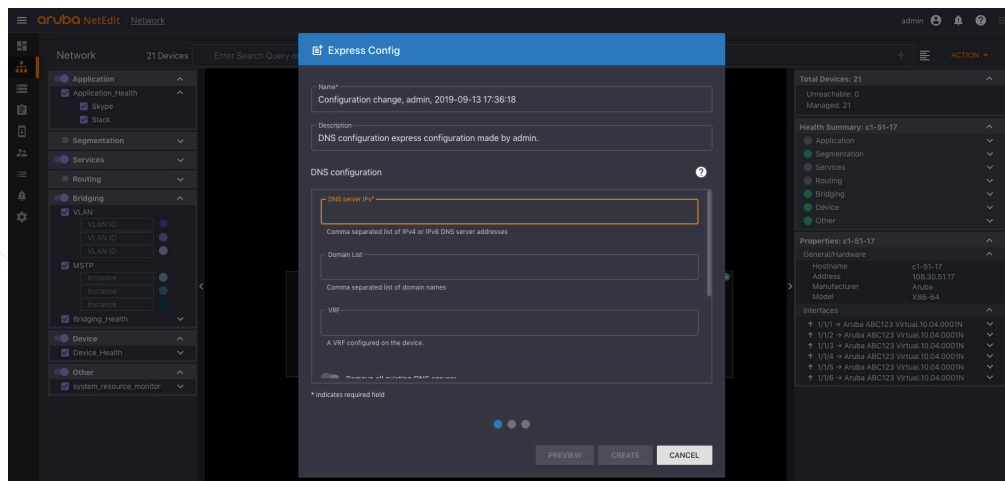 aruba NetEdit Network
admin
Network
21 Devices
Enter Search Query or
ACTION
Application
Application_Health
Skype
Slack
Segmentation
Services
Routing
Bridging
VLAN
VLAN ID
VLAN ID
VLAN ID
MSTP
Instance
Instance
Instance
Bridging_Health
Device
Device_Health
Other
system_resource_monitor
Express Config
Name*
Configuration change, admin, 2019-09-13 17:36:18
Description
DNS configuration express configuration made by admin.
DNS configuration
?
DNS server IPs*
Comma separated list of IPv4 or IPv6 DNS server addresses
Domain List
Comma separated list of domain names
VRF
A VRF configured on the device.
Remove all existing DNS servers
* indicates required field
PREVIEW
CREATE
CANCEL
Total Devices: 21
Unreachable: 0
Managed: 21
Health Summary: c1-51-17
Application
Segmentation
Services
Routing
Bridging
Device
Other
Properties: c1-51-17
General/Hardware
Hostname c1-51-17
Address 108.30.51.17
Manufacturer Aruba
Model X86-64
Interfaces
↑ 1/1/1 → Aruba ABC123 Virtual.10.04.0001N
↑ 1/1/2 → Aruba ABC123 Virtual.10.04.0001N
↑ 1/1/3 → Aruba ABC123 Virtual.10.04.0001N
↑ 1/1/4 → Aruba ABC123 Virtual.10.04.0001N
↑ 1/1/5 → Aruba ABC123 Virtual.10.04.0001N
↑ 1/1/6 → Aruba ABC123 Virtual.10.04.0001N